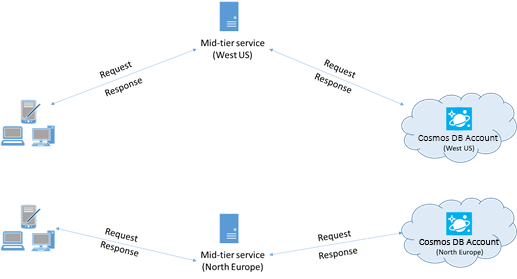 Mid-tier service
(West US)
Request
Response
Request
Response
Cosmos DB Account
(West US)
Request
Response
Mid-tier service
(North Europe)
Request
Response
Cosmos DB Account
(North Europe)